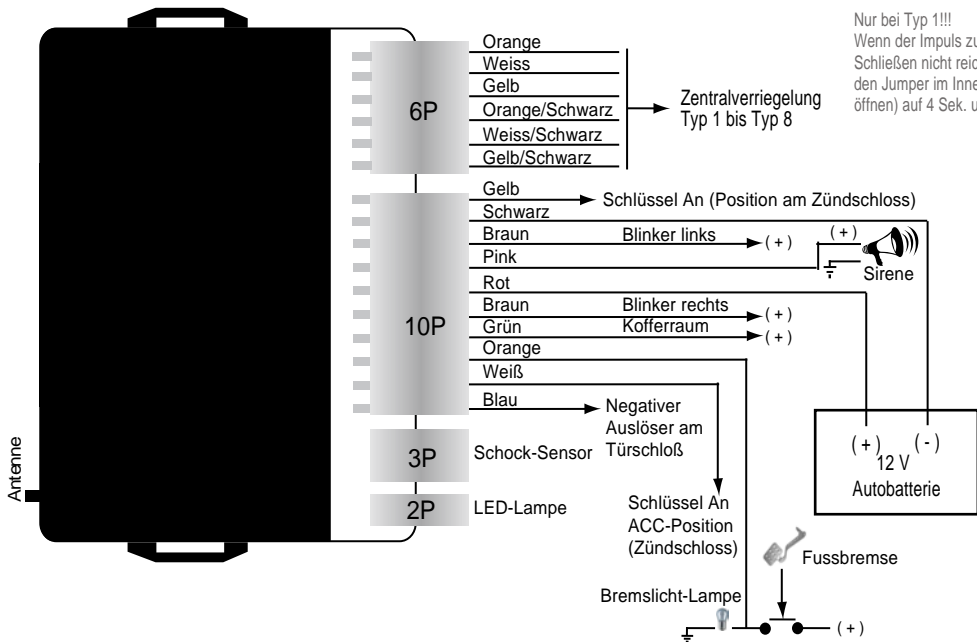 Nur bei Typ 1!!!
Wenn der Impuls zu
Schließen nicht
den Jumper im
öffnen) auf 4 Sek.
Orange
Weiss
Gelb
Orange/Schwarz
Weiss/Schwarz
Gelb/Schwarz
6P
Zentralverriegelung
Typ 1 bis Typ 8
Gelb
Schlüssel An (Position am Zündschloss)
Schwarz
Braun
Blinker links
(+)
(+)
Sirene
Pink
Rot
Braun
Blinker rechts
(+)
10P
Grün
Kofferraum
(+)
Orange
Weiß
Blau
Negativer
Auslöser am
Türschloß
(+)
(-)
12 V
Autobatterie
3P
Schock-Sensor
2P
LED-Lampe
Antenne
Schlüssel An
ACC-Position
(Zündschloss)
Fussbremse
Bremslicht-Lampe
(+)